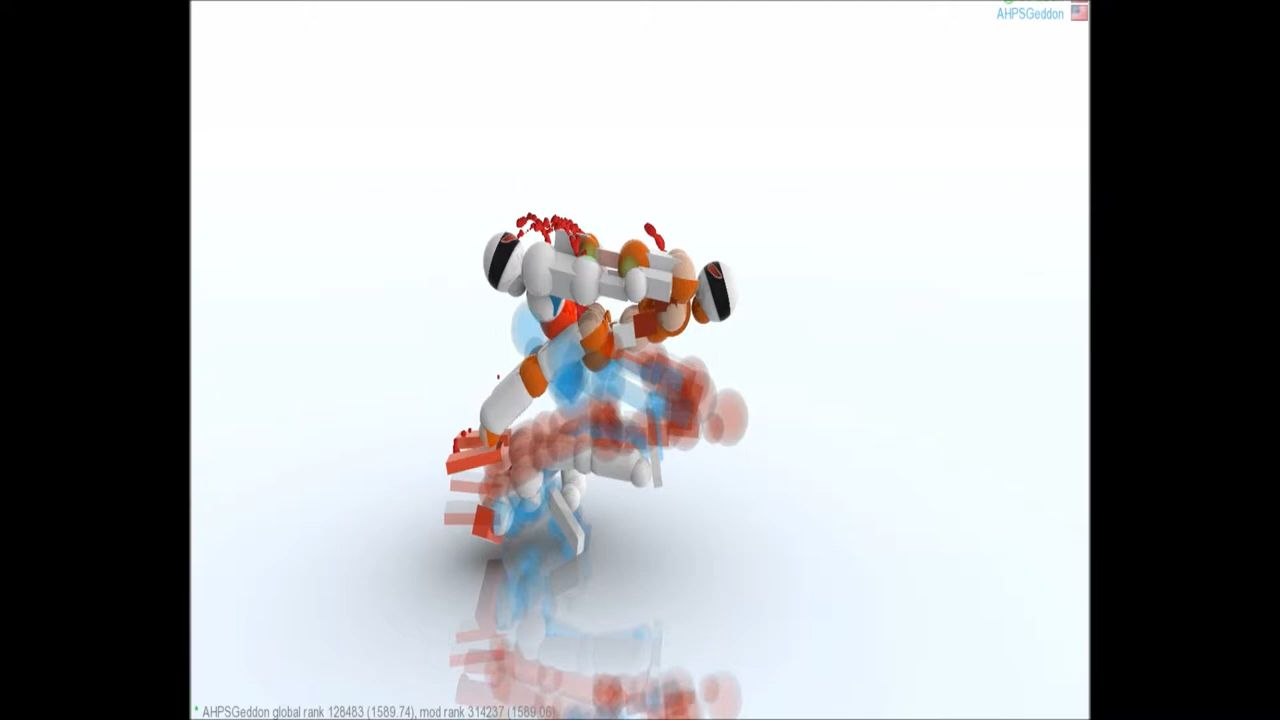 AHPSGeddon
* AHPSGeddon global rank 128483 (1589.74), mod rank 314237 (1589.06)